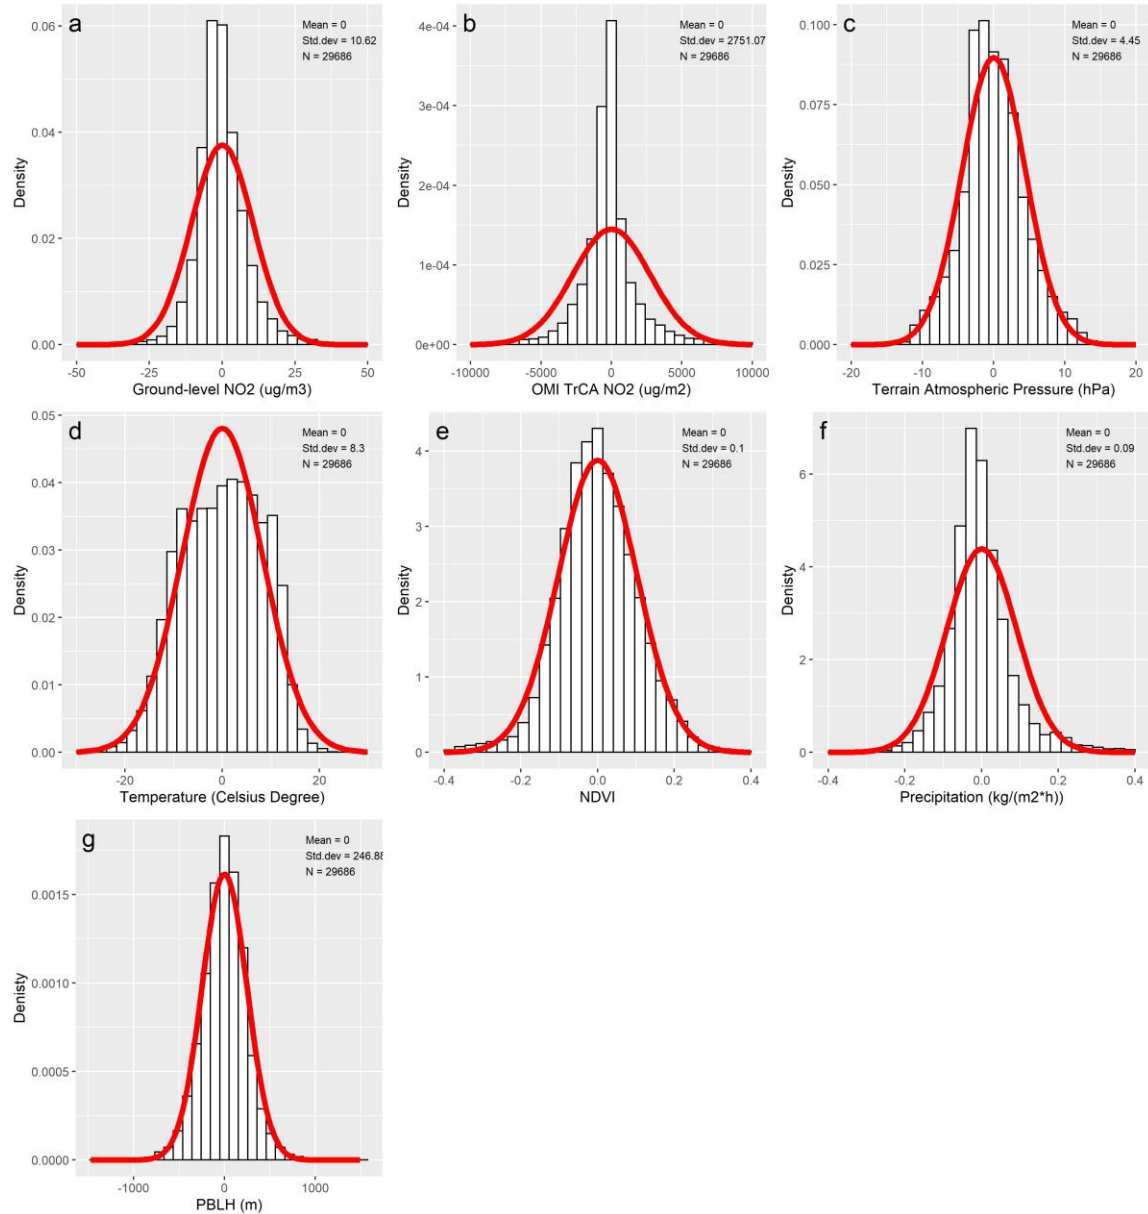 a
Mean = 0
Std.dev = 10.62
N = 29686
0.06
0.04
0.02
0.00
Density
-50
-25
0
25
50
Ground-level NO2 (ug/m3)
b
Mean = 0
Std.dev = 2751.07
N = 29686
4e-04
3e-04
2e-04
1e-04
0e+00
Density
-10000
-5000
0
5000
10000
OMI TrCA NO2 (ug/m2)
c
Mean = 0
Std.dev = 4.45
N = 29686
0.100
0.075
0.050
0.025
0.000
Density
-20
-10
0
10
20
Terrain Atmospheric Pressure (hPa)
d
Mean = 0
Std.dev = 8.3
N = 29686
0.05
0.04
0.03
0.02
0.01
0.00
Density
-20
0
20
Temperature (Celsius Degree)
e
Mean = 0
Std.dev = 0.1
N = 29686
4
3
2
1
0
Density
-0.4
-0.2
0.0
0.2
0.4
NDVI
f
Mean = 0
Std.dev = 0.09
N = 29686
6
4
2
0
Denisty
-0.4
-0.2
0.0
0.2
0.4
Precipitation (kg/(m2*h))
g
Mean = 0
Std.dev = 246.88
N = 29686
0.0015
0.0010
0.0005
0.0000
Denisty
-1000
0
1000
PBLH (m)